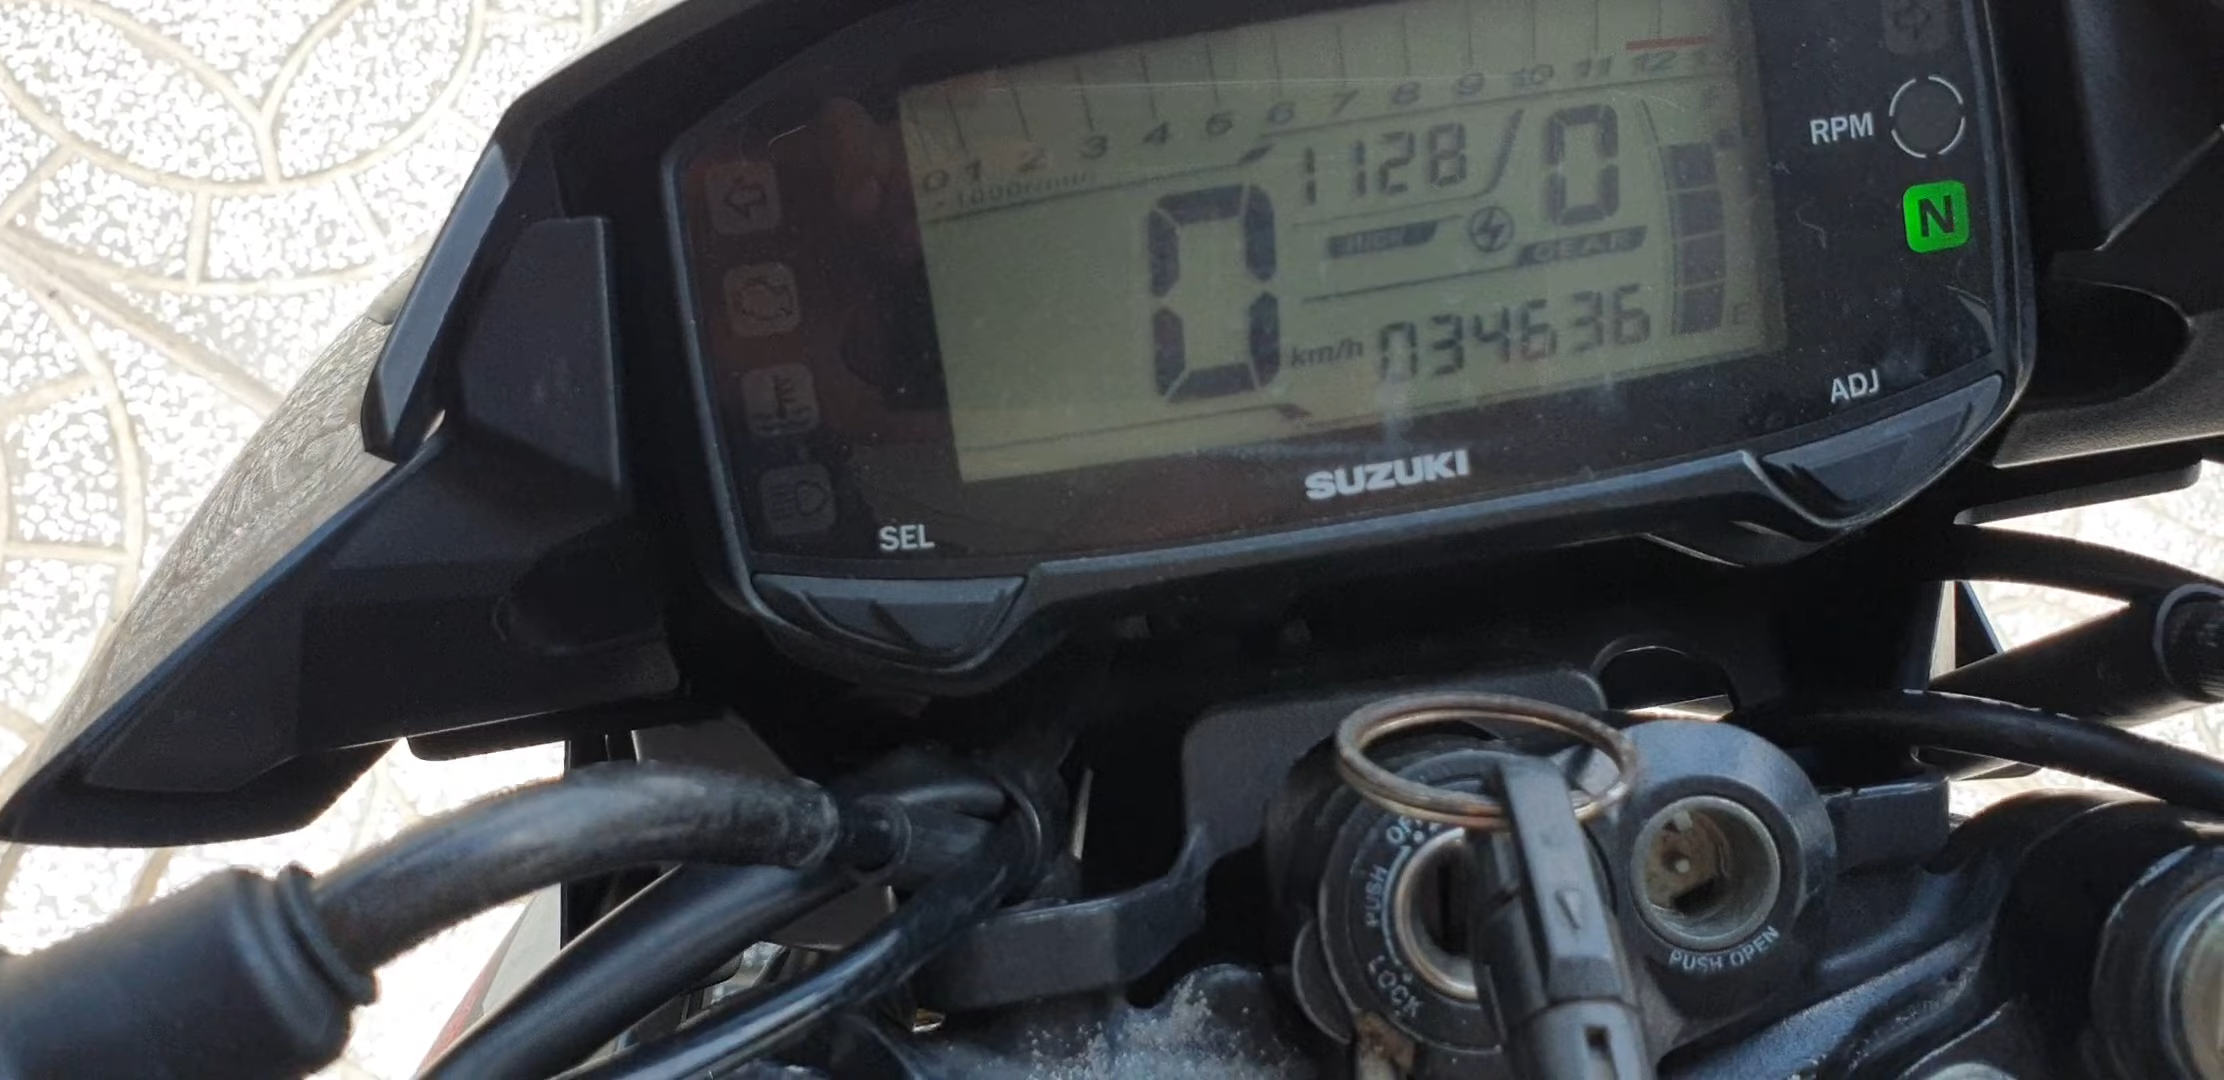 0 1 2 3 4 5 6 7 8 9 10 11 12
1128 / 0
RPM
N
0 km/h
GEAR
034636
E
ADJ
SUZUKI
SEL
PUSH
LOCK
PUSH OPEN